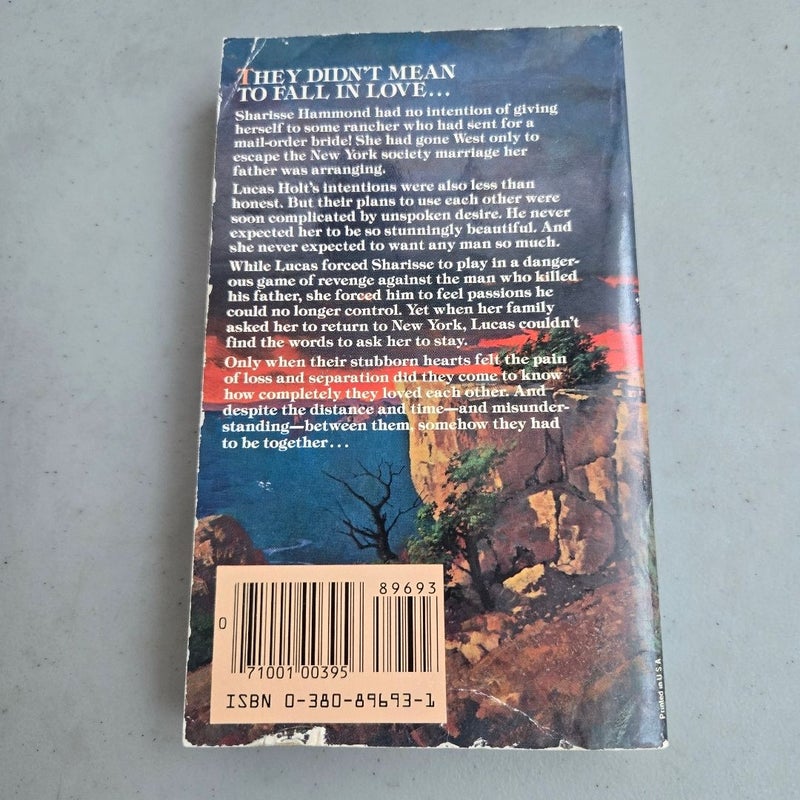 THEY DIDN'T MEAN
TO FALL IN LOVE...
Sharisse Hammond had no intention of giving
herself to some rancher who had sent for a
mail-order bride! She had gone West only to
escape the New York society marriage her
father was arranging.
Lucas Holt's intentions were also less than
honest. But their plans to use each other were
soon complicated by unspoken desire. He never
expected her to be so stunningly beautiful. And
she never expected to want any man so much.
While Lucas forced Sharisse to play in a danger-
ous game of revenge against the man who killed
his father, she forced him to feel passions he
could no longer control. Yet when her family
asked her to return to New York, Lucas couldn't
find the words to ask her to stay.
Only when their stubborn hearts felt the pain
of loss and separation did they come to know
how completely they loved each other. And
despite the distance and time—and misunder-
standing—between them, somehow they had
to be together...
89693
0
71001 00395
ISBN 0-380-89693-1
Printed in U S A